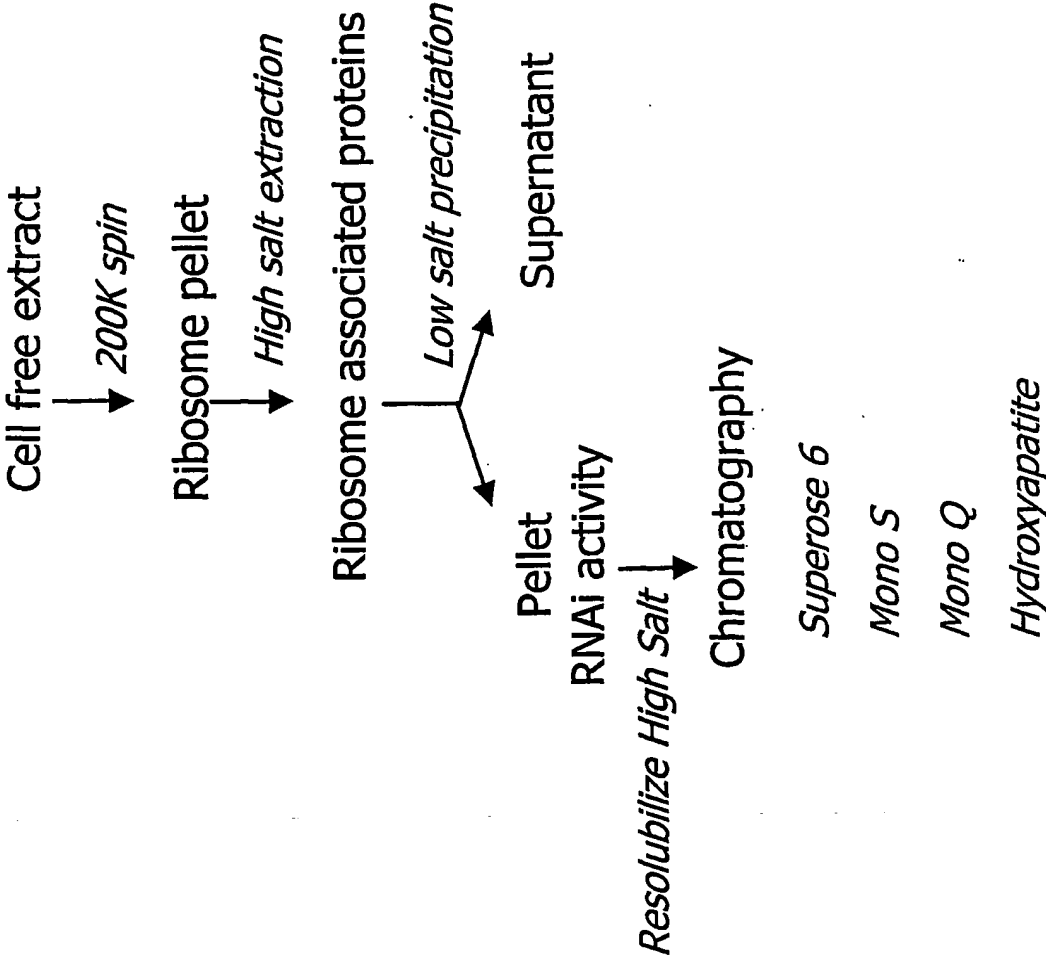 Cell free extract
200K spin
Ribosome pellet
High salt extraction
Ribosome associated proteins
Low salt precipitation
Pellet
RNAi activity
Supernatant
Resolubilize High Salt
Chromatography
Superose 6
Mono S
Mono Q
Hydroxyapatite